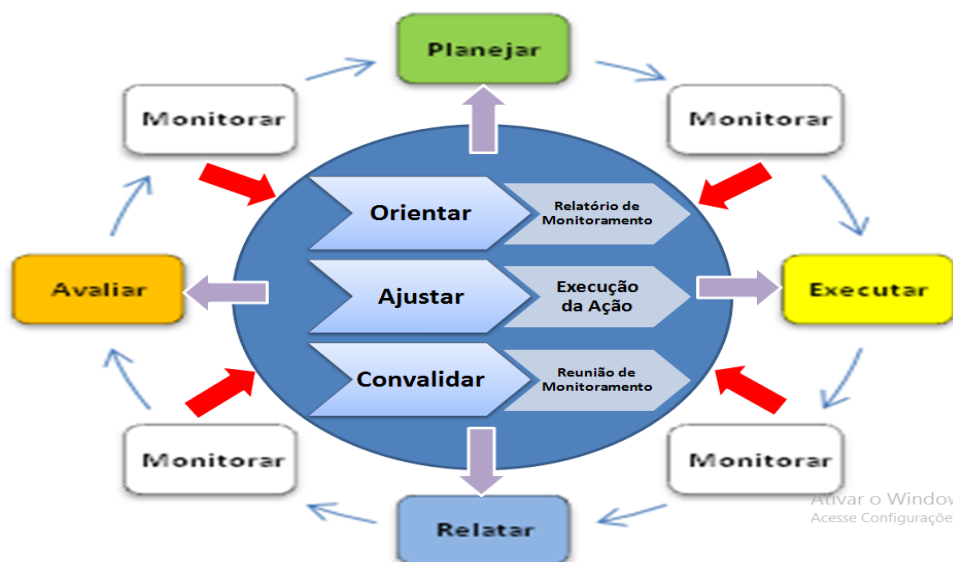 Planejar
Monitorar
Monitorar
Orientar
Relatório de
Monitoramento
Avaliar
Ajustar
Execução
da Ação
Executar
Convalidar
Reunião de
Monitoramento
Monitorar
Monitorar
Relatar
Ativar o Window
Acesse Configuraçõe